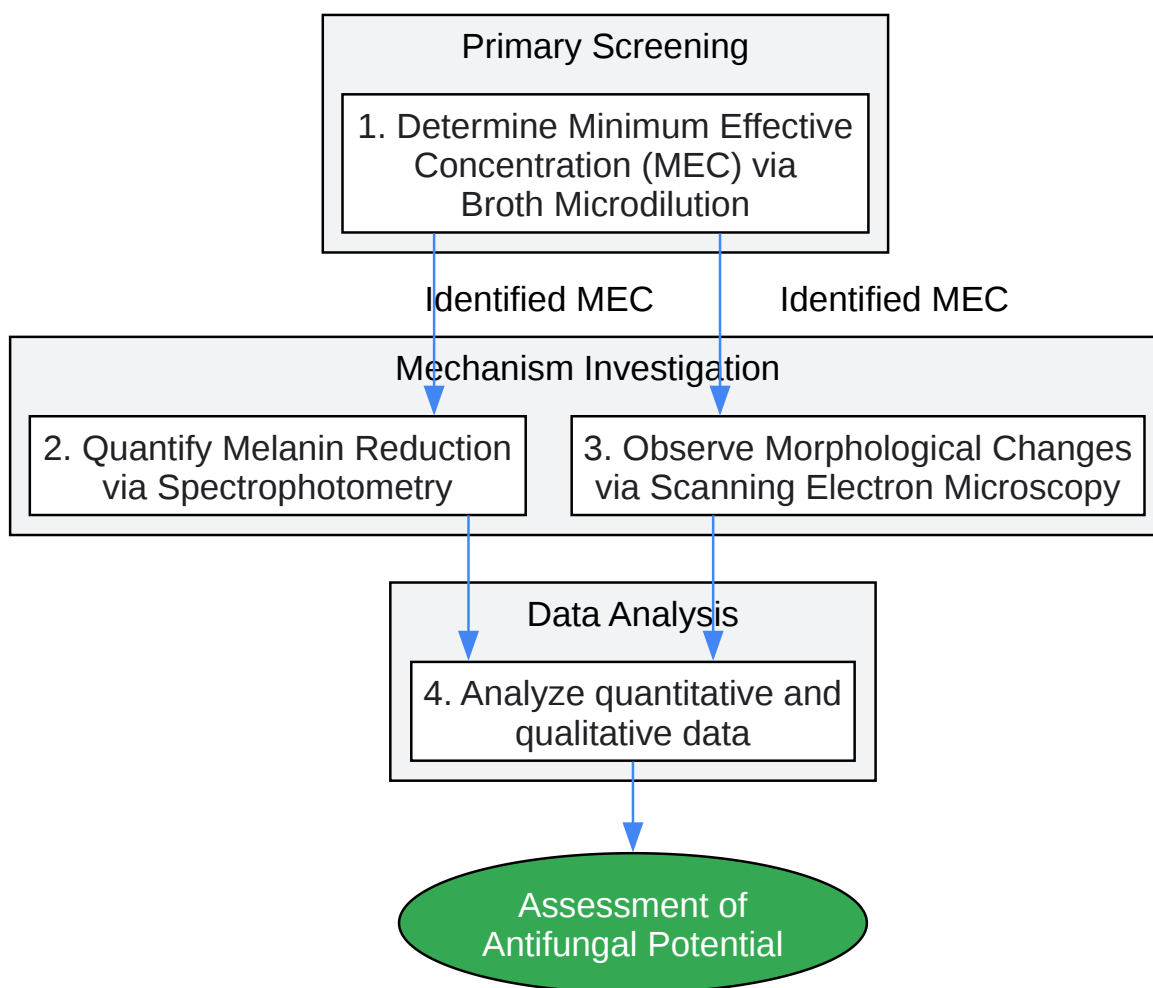 Primary Screening
1. Determine Minimum Effective
Concentration (MEC) via
Broth Microdilution
Identified MEC
Identified MEC
Mechanism Investigation
2. Quantify Melanin Reduction
via Spectrophotometry
3. Observe Morphological Changes
via Scanning Electron Microscopy
Data Analysis
4. Analyze quantitative and
qualitative data
Assessment of
Antifungal Potential